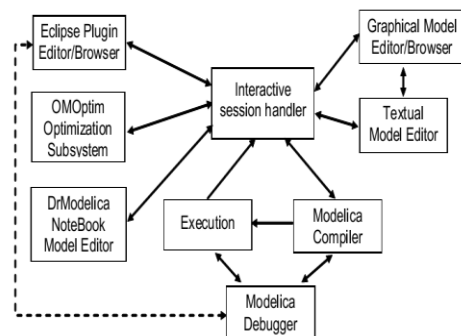 Eclipse Plugin
Editor/Browser
Graphical Model
Editor/Browser
Interactive
session handler
OMOptim
Optimization
Subsystem
Textual
Model Editor
DrModelica
NoteBook
Model Editor
Execution
Modelica
Compiler
Modelica
Debugger